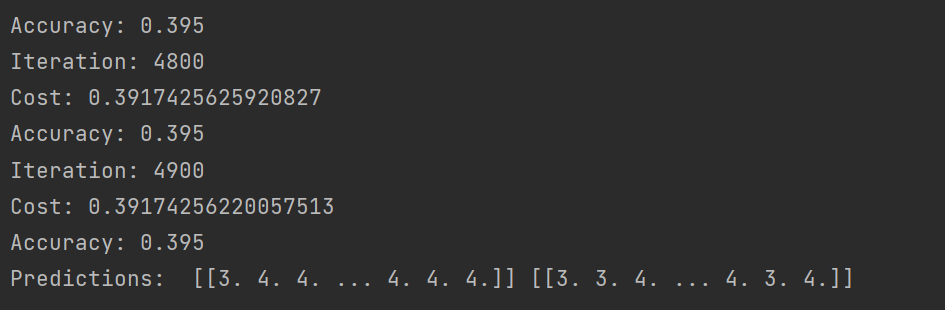 Accuracy: 0.395
Iteration: 4800
Cost: 0.3917425625920827
Accuracy: 0.395
Iteration: 4900
Cost: 0.39174256220057513
Accuracy: 0.395
Predictions:  [[3. 4. 4. ... 4. 4. 4.]] [[3. 3. 4. ... 4. 3. 4.]]